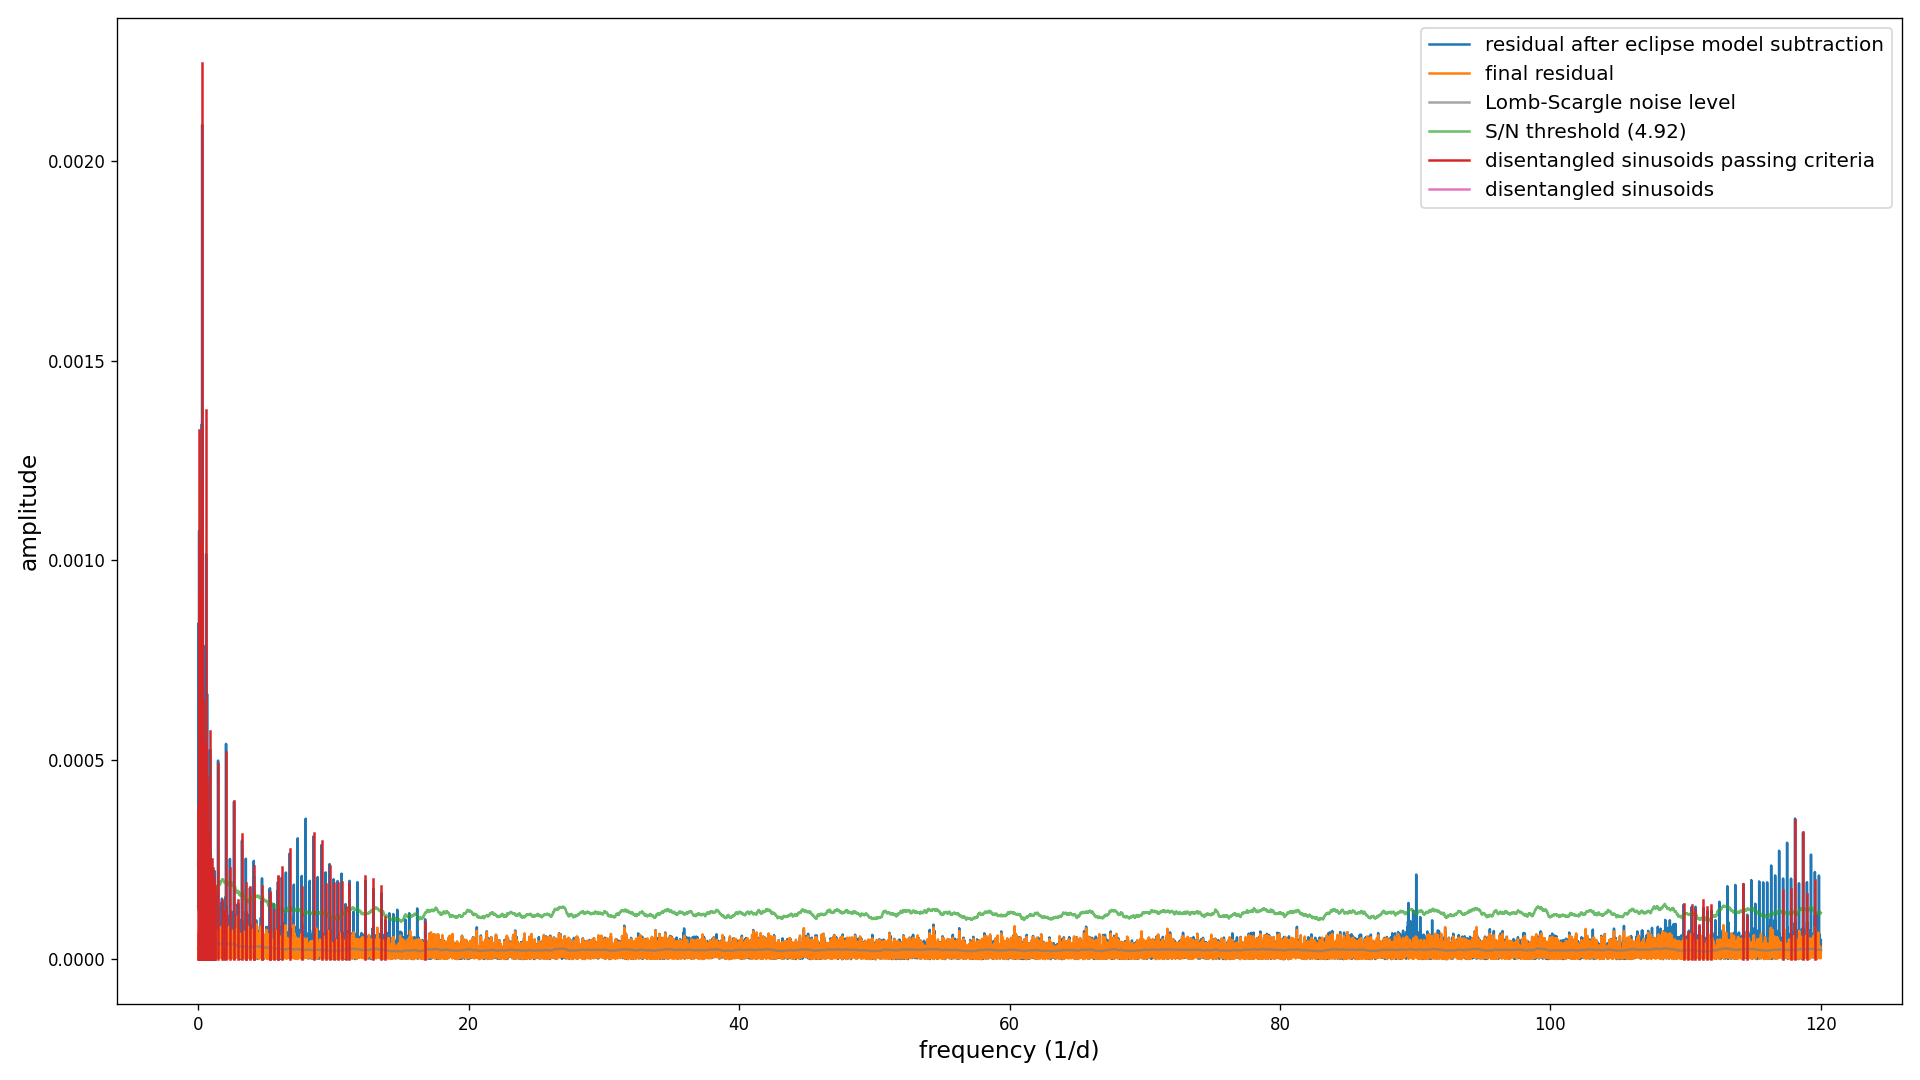 residual after eclipse model subtraction
final residual
Lomb-Scargle noise level
S/N threshold (4.92)
disentangled sinusoids passing criteria
disentangled sinusoids
amplitude
0.0020
0.0015
0.0010
0.0005
0.0000
0 20 40 60 80 100 120
frequency (1/d)